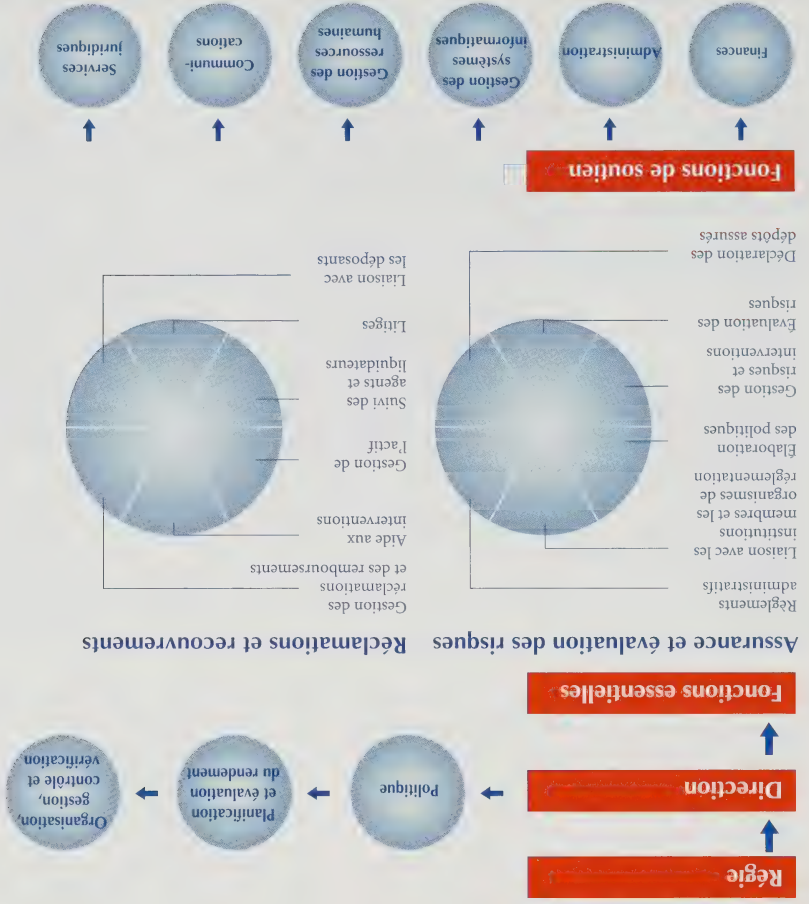 Régie
Direction
Politique
Planification
et évaluation
du rendement
Organisation,
gestion,
contrôle et
vérification
Fonctions essentielles
Assurance et évaluation des risques
Règlements
administratifs
Liaison avec les
institutions
membres et les
organismes de
réglementation
Élaboration
des politiques
Gestion des
risques et
interventions
Évaluation des
risques
Déclaration des
dépôts assurés
Réclamations et recouvrements
Gestion des
réclamations
et des remboursements
Aide aux
interventions
Gestion de
l'actif
Suivi des
agents et
liquidateurs
Litiges
Liaison avec
les déposants
Fonctions de soutien
Finances
Administration
Gestion des
systèmes
informatiques
Gestion des
ressources
humaines
Communi-
cations
Services
juridiques